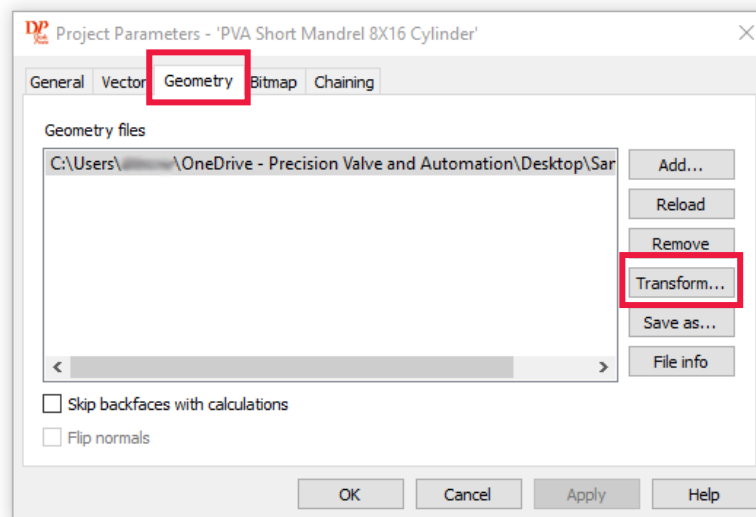 DP
Project Parameters - 'PVA Short Mandrel 8X16 Cylinder'
General Vector Geometry Bitmap Chaining
Geometry files
C:\Users\ \OneDrive - Precision Valve and Automation\Desktop\Sar
Add...
Reload
Remove
Transform...
Save as...
File info
Skip backfaces with calculations
Flip normals
OK Cancel Apply Help